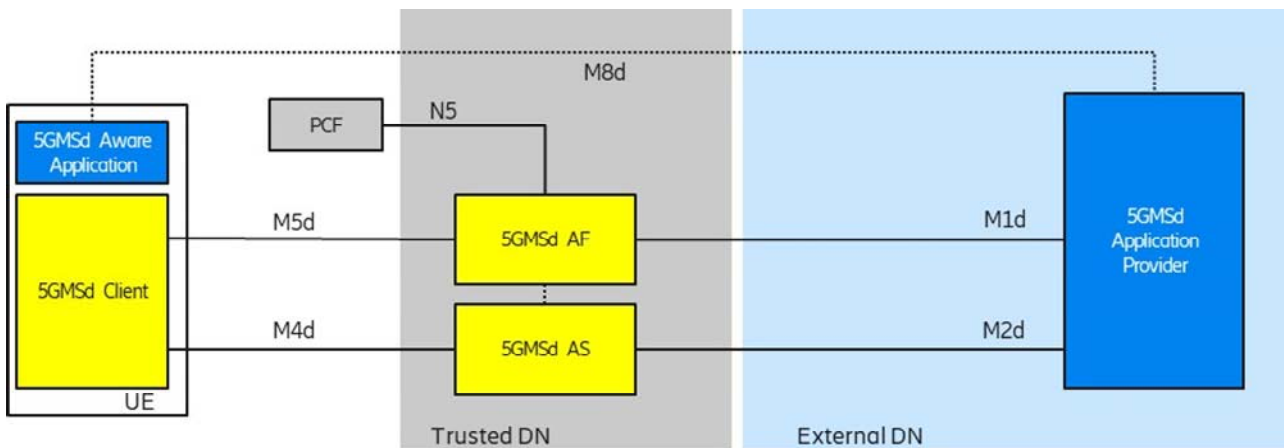 M8d
5GMSd Aware
Application
PCF
N5
5GMSd Client
M5d
5GMSd AF
M1d
5GMSd
Application
Provider
M4d
5GMSd AS
M2d
UE
Trusted DN
External DN